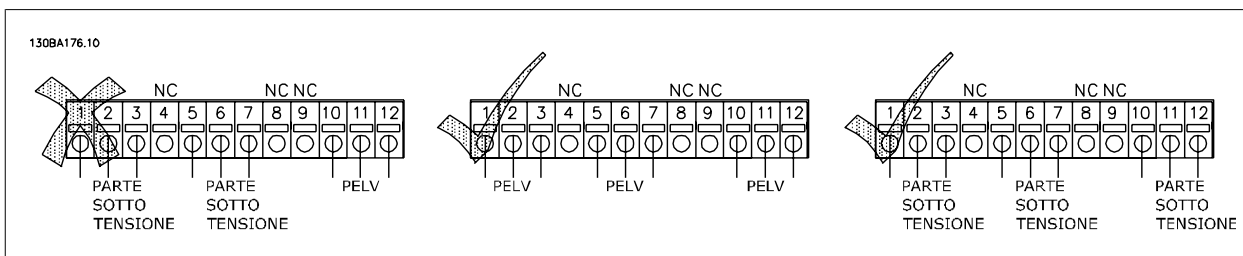 130BA176.10
NC NC NC
1 2 3 4 5 6 7 8 9 10 11 12
PARTE SOTTO TENSIONE
PARTE SOTTO TENSIONE
PELV
NC NC NC
1 2 3 4 5 6 7 8 9 10 11 12
PELV PELV PELV
NC NC NC
1 2 3 4 5 6 7 8 9 10 11 12
PARTE SOTTO TENSIONE
PARTE SOTTO TENSIONE
PARTE SOTTO TENSIONE